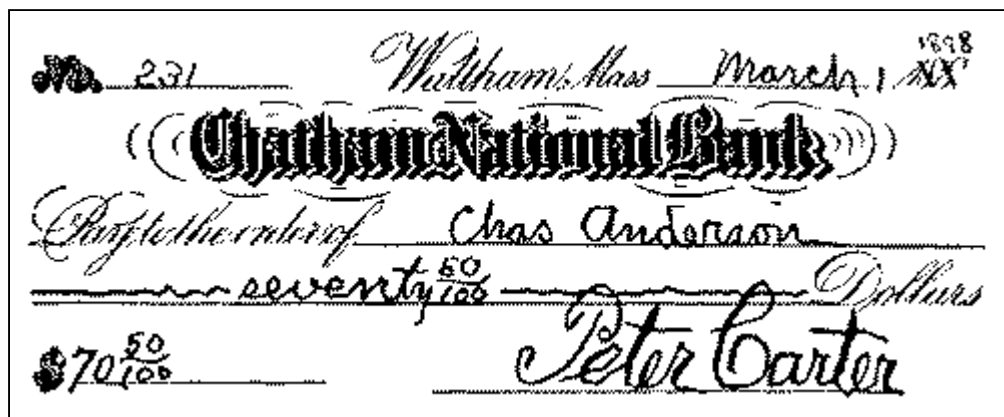 No. 231 Waltham, Mass March 1, 1898 XX
Chatham National Bank
Pay to the order of Chas Anderson
seventy 50/100 Dollars
$70 50/100 Peter Carter